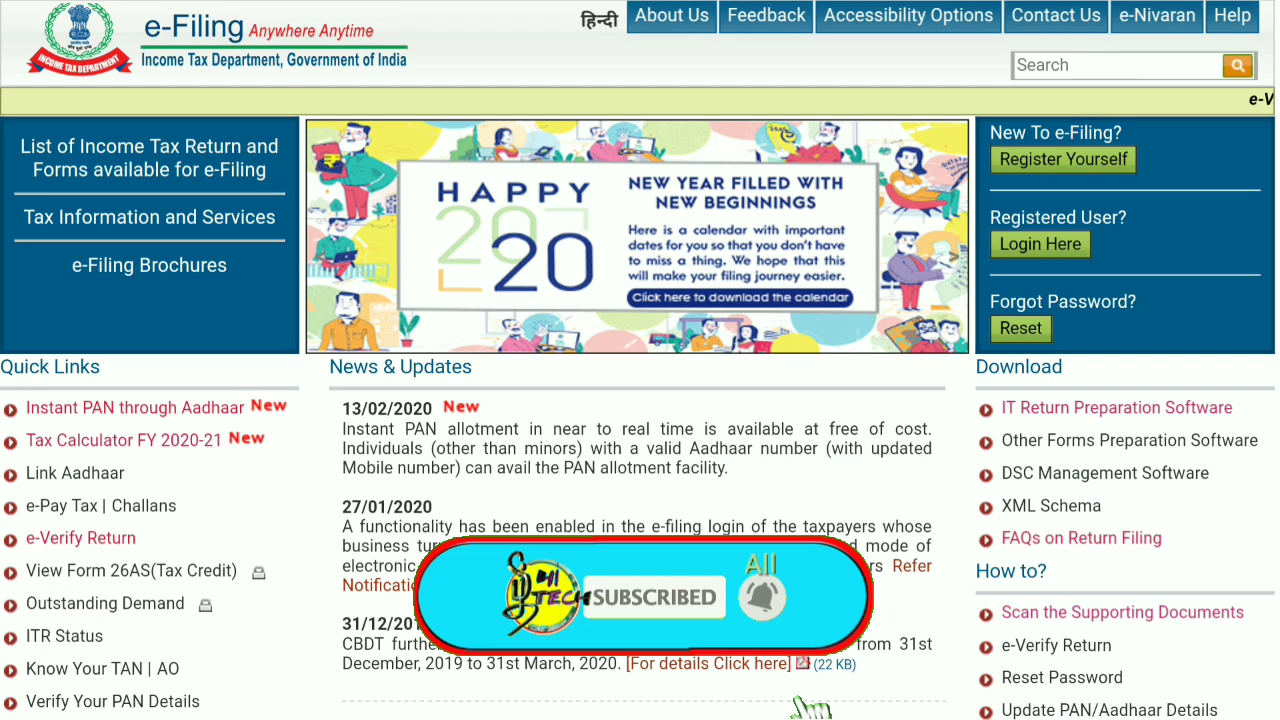 e-Filing Anywhere Anytime
Income Tax Department, Government of India
INCOME TAX DEPARTMENT
हिन्दी
About Us
Feedback
Accessibility Options
Contact Us
e-Nivaran
Help
Search
e-V
List of Income Tax Return and
Forms available for e-Filing
Tax Information and Services
e-Filing Brochures
HAPPY
2020
20
NEW YEAR FILLED WITH
NEW BEGINNINGS
Here is a calendar with important
dates for you so that you don't have
to miss a thing. We hope that this
will make your filing journey easier.
Click here to download the calendar
New To e-Filing?
Register Yourself
Registered User?
Login Here
Forgot Password?
Reset
Quick Links
Instant PAN through Aadhaar New
Tax Calculator FY 2020-21 New
Link Aadhaar
e-Pay Tax | Challans
e-Verify Return
View Form 26AS(Tax Credit)
Outstanding Demand
ITR Status
Know Your TAN | AO
Verify Your PAN Details
News & Updates
13/02/2020 New
Instant PAN allotment in near to real time is available at free of cost.
Individuals (other than minors) with a valid Aadhaar number (with updated
Mobile number) can avail the PAN allotment facility.
27/01/2020
A functionality has been enabled in the e-filing login of the taxpayers whose
business mode of
electronic Refer
31/12/
CBDT from 31st
December, 2019 to 31st March, 2020. [For details Click here] (22 KB)
TECH
SUBSCRIBED
All
Download
IT Return Preparation Software
Other Forms Preparation Software
DSC Management Software
XML Schema
FAQs on Return Filing
How to?
Scan the Supporting Documents
e-Verify Return
Reset Password
Update PAN/Aadhaar Details